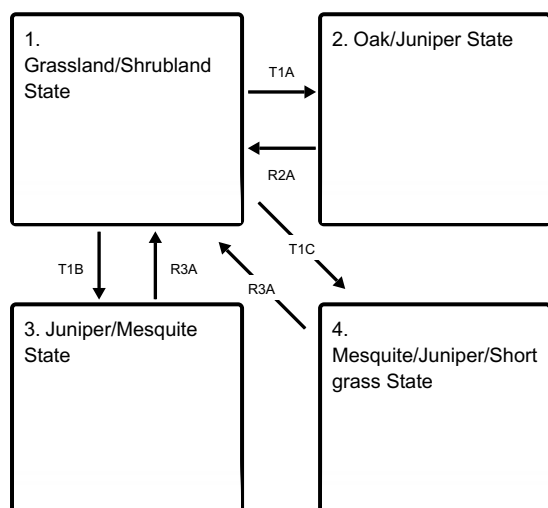 1.
Grassland/Shrubland
State
2. Oak/Juniper State
T1A
R2A
T1C
T1B
R3A
R3A
3. Juniper/Mesquite
State
4.
Mesquite/Juniper/Short
grass State